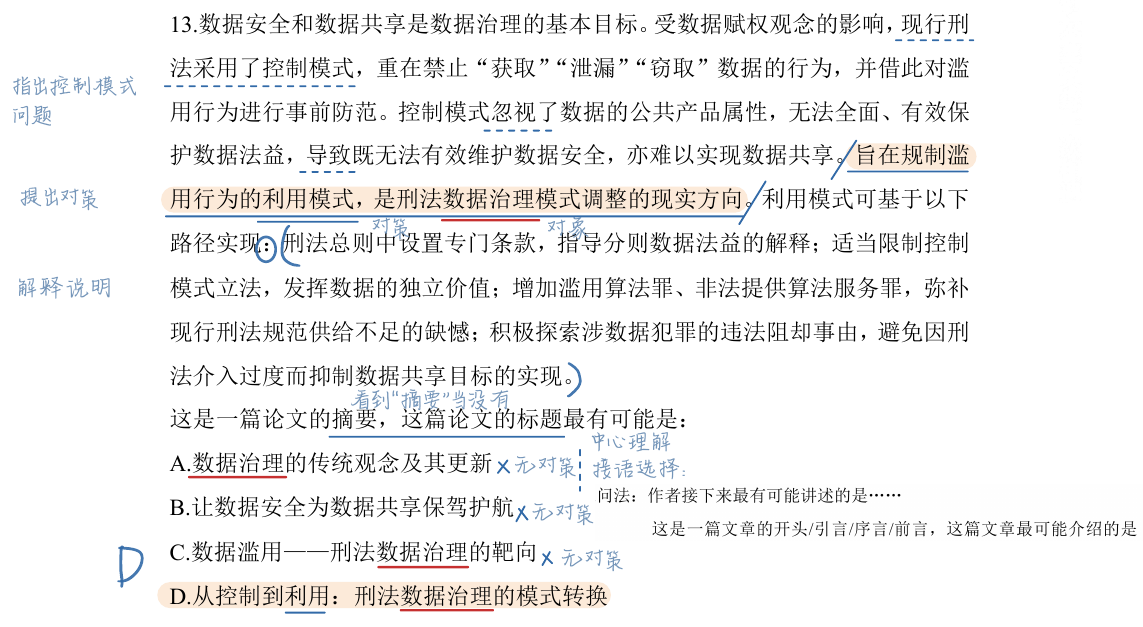 13.数据安全和数据共享是数据治理的基本目标。受数据赋权观念的影响，现行刑
法采用了控制模式，重在禁止“获取”“泄漏”“窃取”数据的行为，并借此对滥
指出控制模式
问题
用行为进行事前防范。控制模式忽视了数据的公共产品属性，无法全面、有效保
护数据法益，导致既无法有效维护数据安全，亦难以实现数据共享。旨在规制滥
提出对策
用行为的利用模式，是刑法数据治理模式调整的现实方向。利用模式可基于以下
对策 对象
路径实现：刑法总则中设置专门条款，指导分则数据法益的解释；适当限制控制
解释说明
模式立法，发挥数据的独立价值；增加滥用算法罪、非法提供算法服务罪，弥补
现行刑法规范供给不足的缺憾；积极探索涉数据犯罪的违法阻却事由，避免因刑
法介入过度而抑制数据共享目标的实现。
看到“摘要”当没有
这是一篇论文的摘要，这篇论文的标题最有可能是：
中心理解
A.数据治理的传统观念及其更新 x 无对策
接语选择：
问法：作者接下来最有可能讲述的是……
B.让数据安全为数据共享保驾护航 x 无对策
这是一篇文章的开头/引言/序言/前言，这篇文章最可能介绍的是
C.数据滥用——刑法数据治理的靶向 x 无对策
D
D.从控制到利用：刑法数据治理的模式转换